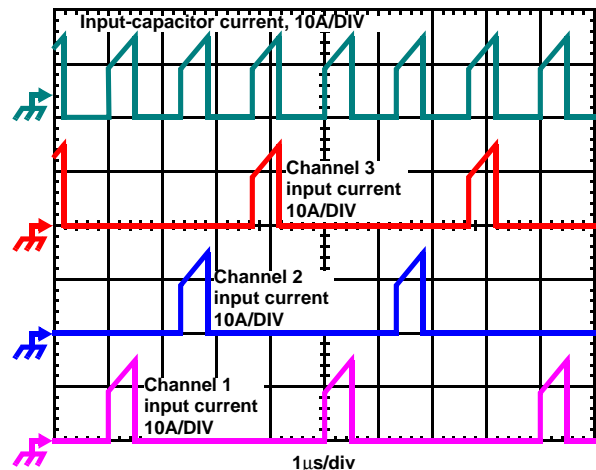 Input-capacitor current, 10A/DIV
Channel 3
input current
10A/DIV
Channel 2
input current
10A/DIV
Channel 1
input current
10A/DIV
1μs/div